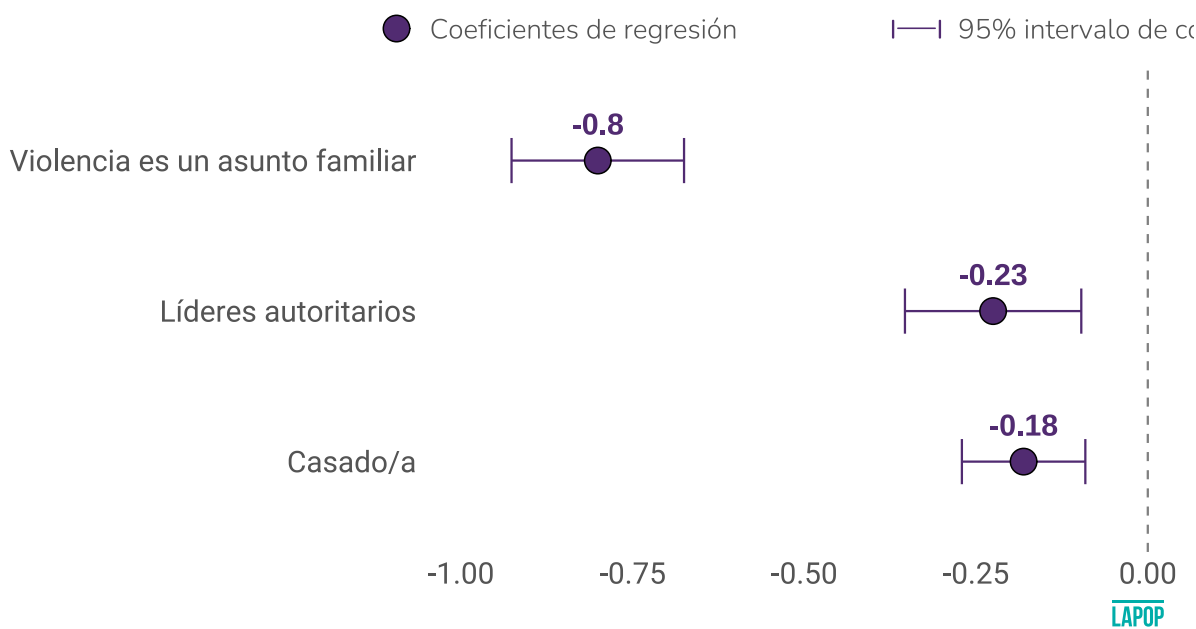 Coeficientes de regresión 95% intervalo de
-0.8
Violencia es un asunto familiar
-0.23
Líderes autoritarios
-0.18
Casado/a
-1.00 -0.75 -0.50 -0.25 0.00
LAPOP